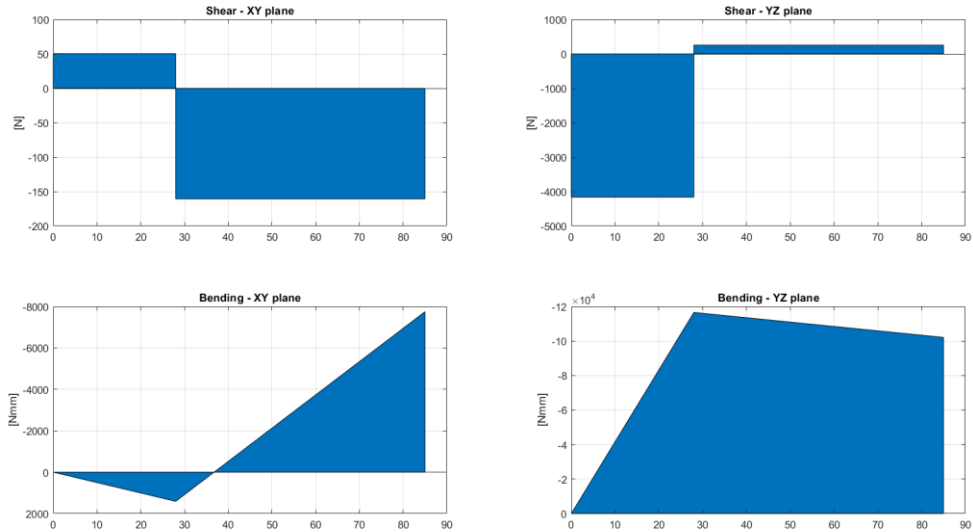 Shear - XY plane
[N]
100
50
0
-50
-100
-150
-200
0 10 20 30 40 50 60 70 80 90
Shear - YZ plane
[N]
1000
0
-1000
-2000
-3000
-4000
-5000
0 10 20 30 40 50 60 70 80 90
Bending - XY plane
[Nmm]
-8000
-6000
-4000
-2000
0
2000
0 10 20 30 40 50 60 70 80 90
Bending - YZ plane
×10⁴
[Nmm]
-12
-10
-8
-6
-4
-2
0
0 10 20 30 40 50 60 70 80 90